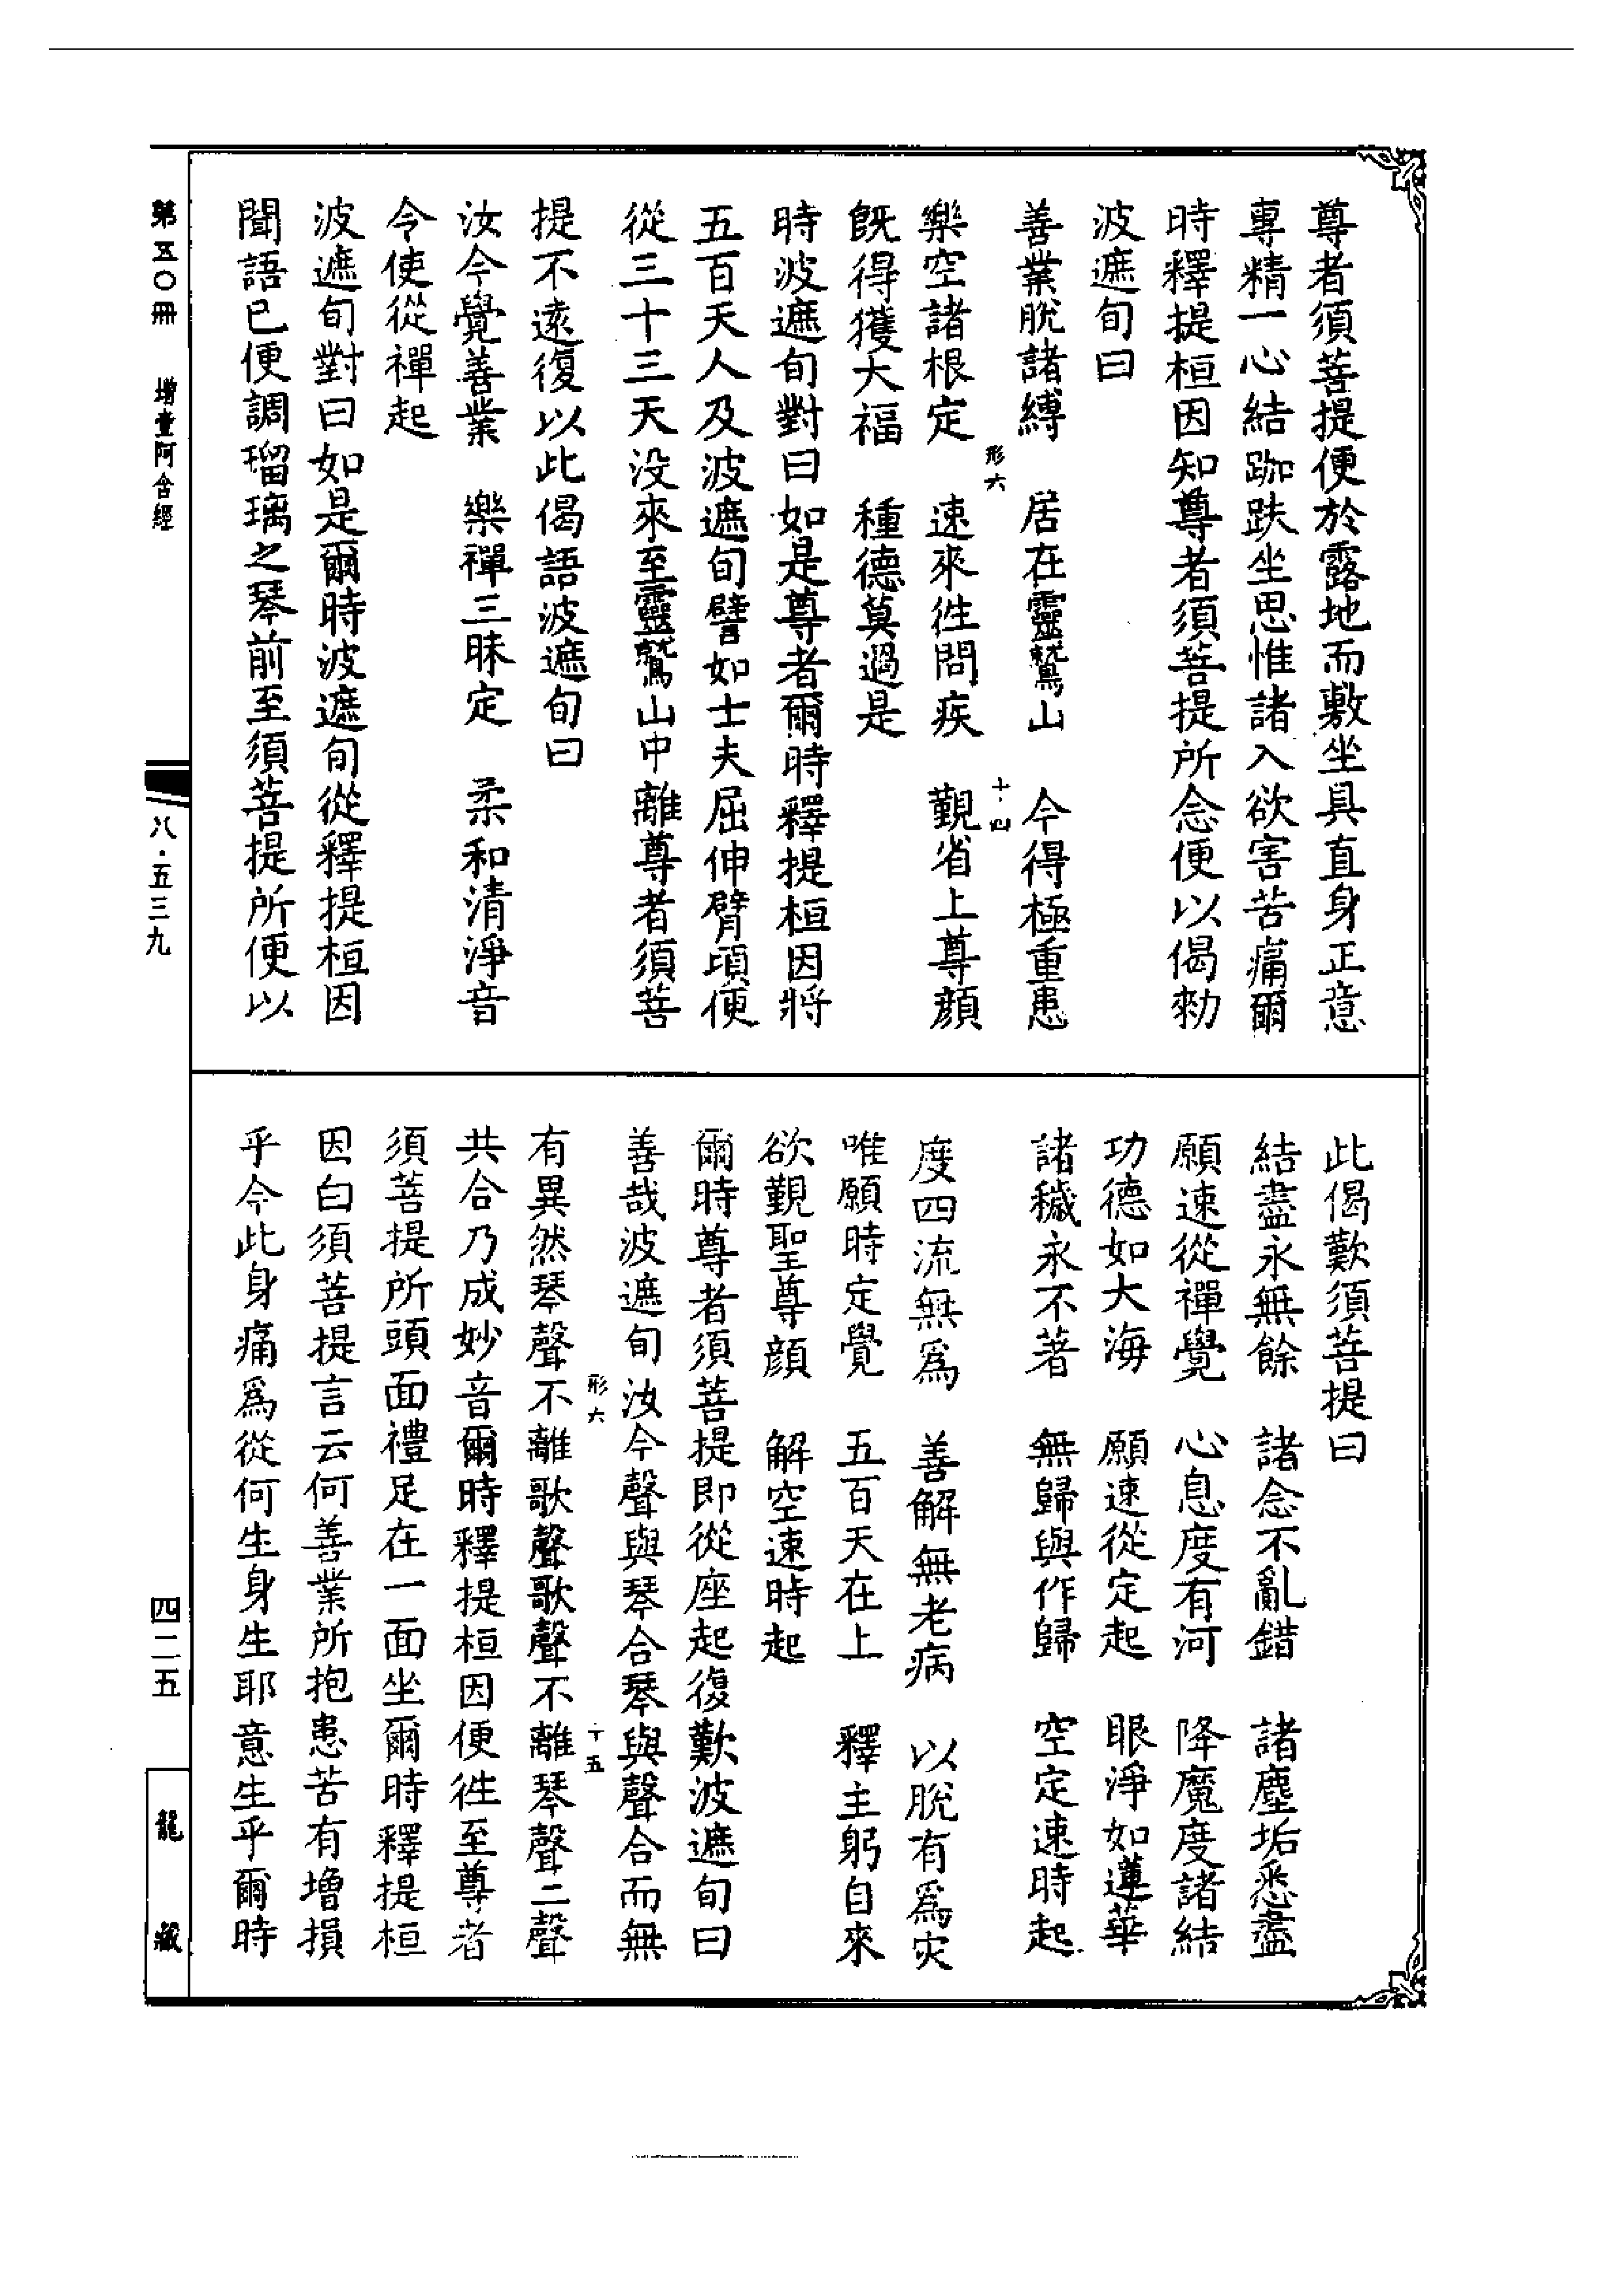 尊者須菩提便於露地而敷坐具直身正意
專精一心結跏趺坐思惟諸入欲害苦痛爾
時釋提桓因知尊者須菩提所念便以偈勑
波遮旬曰
善業脫諸縛　居在靈鷲山　今得極重患
樂空諸根定　速來徃問疾　覲省上尊顏
旣得獲大福　種德莫過是
時波遮旬對曰如是尊者爾時釋提桓因將
五百天人及波遮旬譬如士夫屈伸臂頃便
從三十三天没來至靈鷲山中離尊者須菩
提不遠復以此偈語波遮旬曰
汝今覺善業　樂禪三昧定　柔和清淨音
令使從禪起
波遮旬對曰如是爾時波遮旬從釋提桓因
聞語已便調瑠璃之琴前至須菩提所便以
形六
十四
此偈歎須菩提曰
結盡永無餘　諸念不亂錯　諸塵垢悉盡
願速從禪覺　心息度有河　降魔度諸結
功德如大海　願速從定起　眼淨如蓮華
諸穢永不著　無歸與作歸　空定速時起
度四流無爲　善解無老病　以脫有爲灾
唯願時定覺　五百天在上　釋主躬自來
欲覲聖尊顏　解空速時起
爾時尊者須菩提即從座起復歎波遮旬曰
善哉波遮旬汝今聲與琴合琴與聲合而無
有異然琴聲不離歌聲歌聲不離琴聲二聲
共合乃成妙音爾時釋提桓因便徃至尊者
須菩提所頭面禮足在一面坐爾時釋提桓
因白須菩提言云何善業所抱患苦有增損
乎今此身痛爲從何生身生耶意生乎爾時
形六
十五
第五〇冊　增壹阿含經
八·五三九
四二五
龍藏